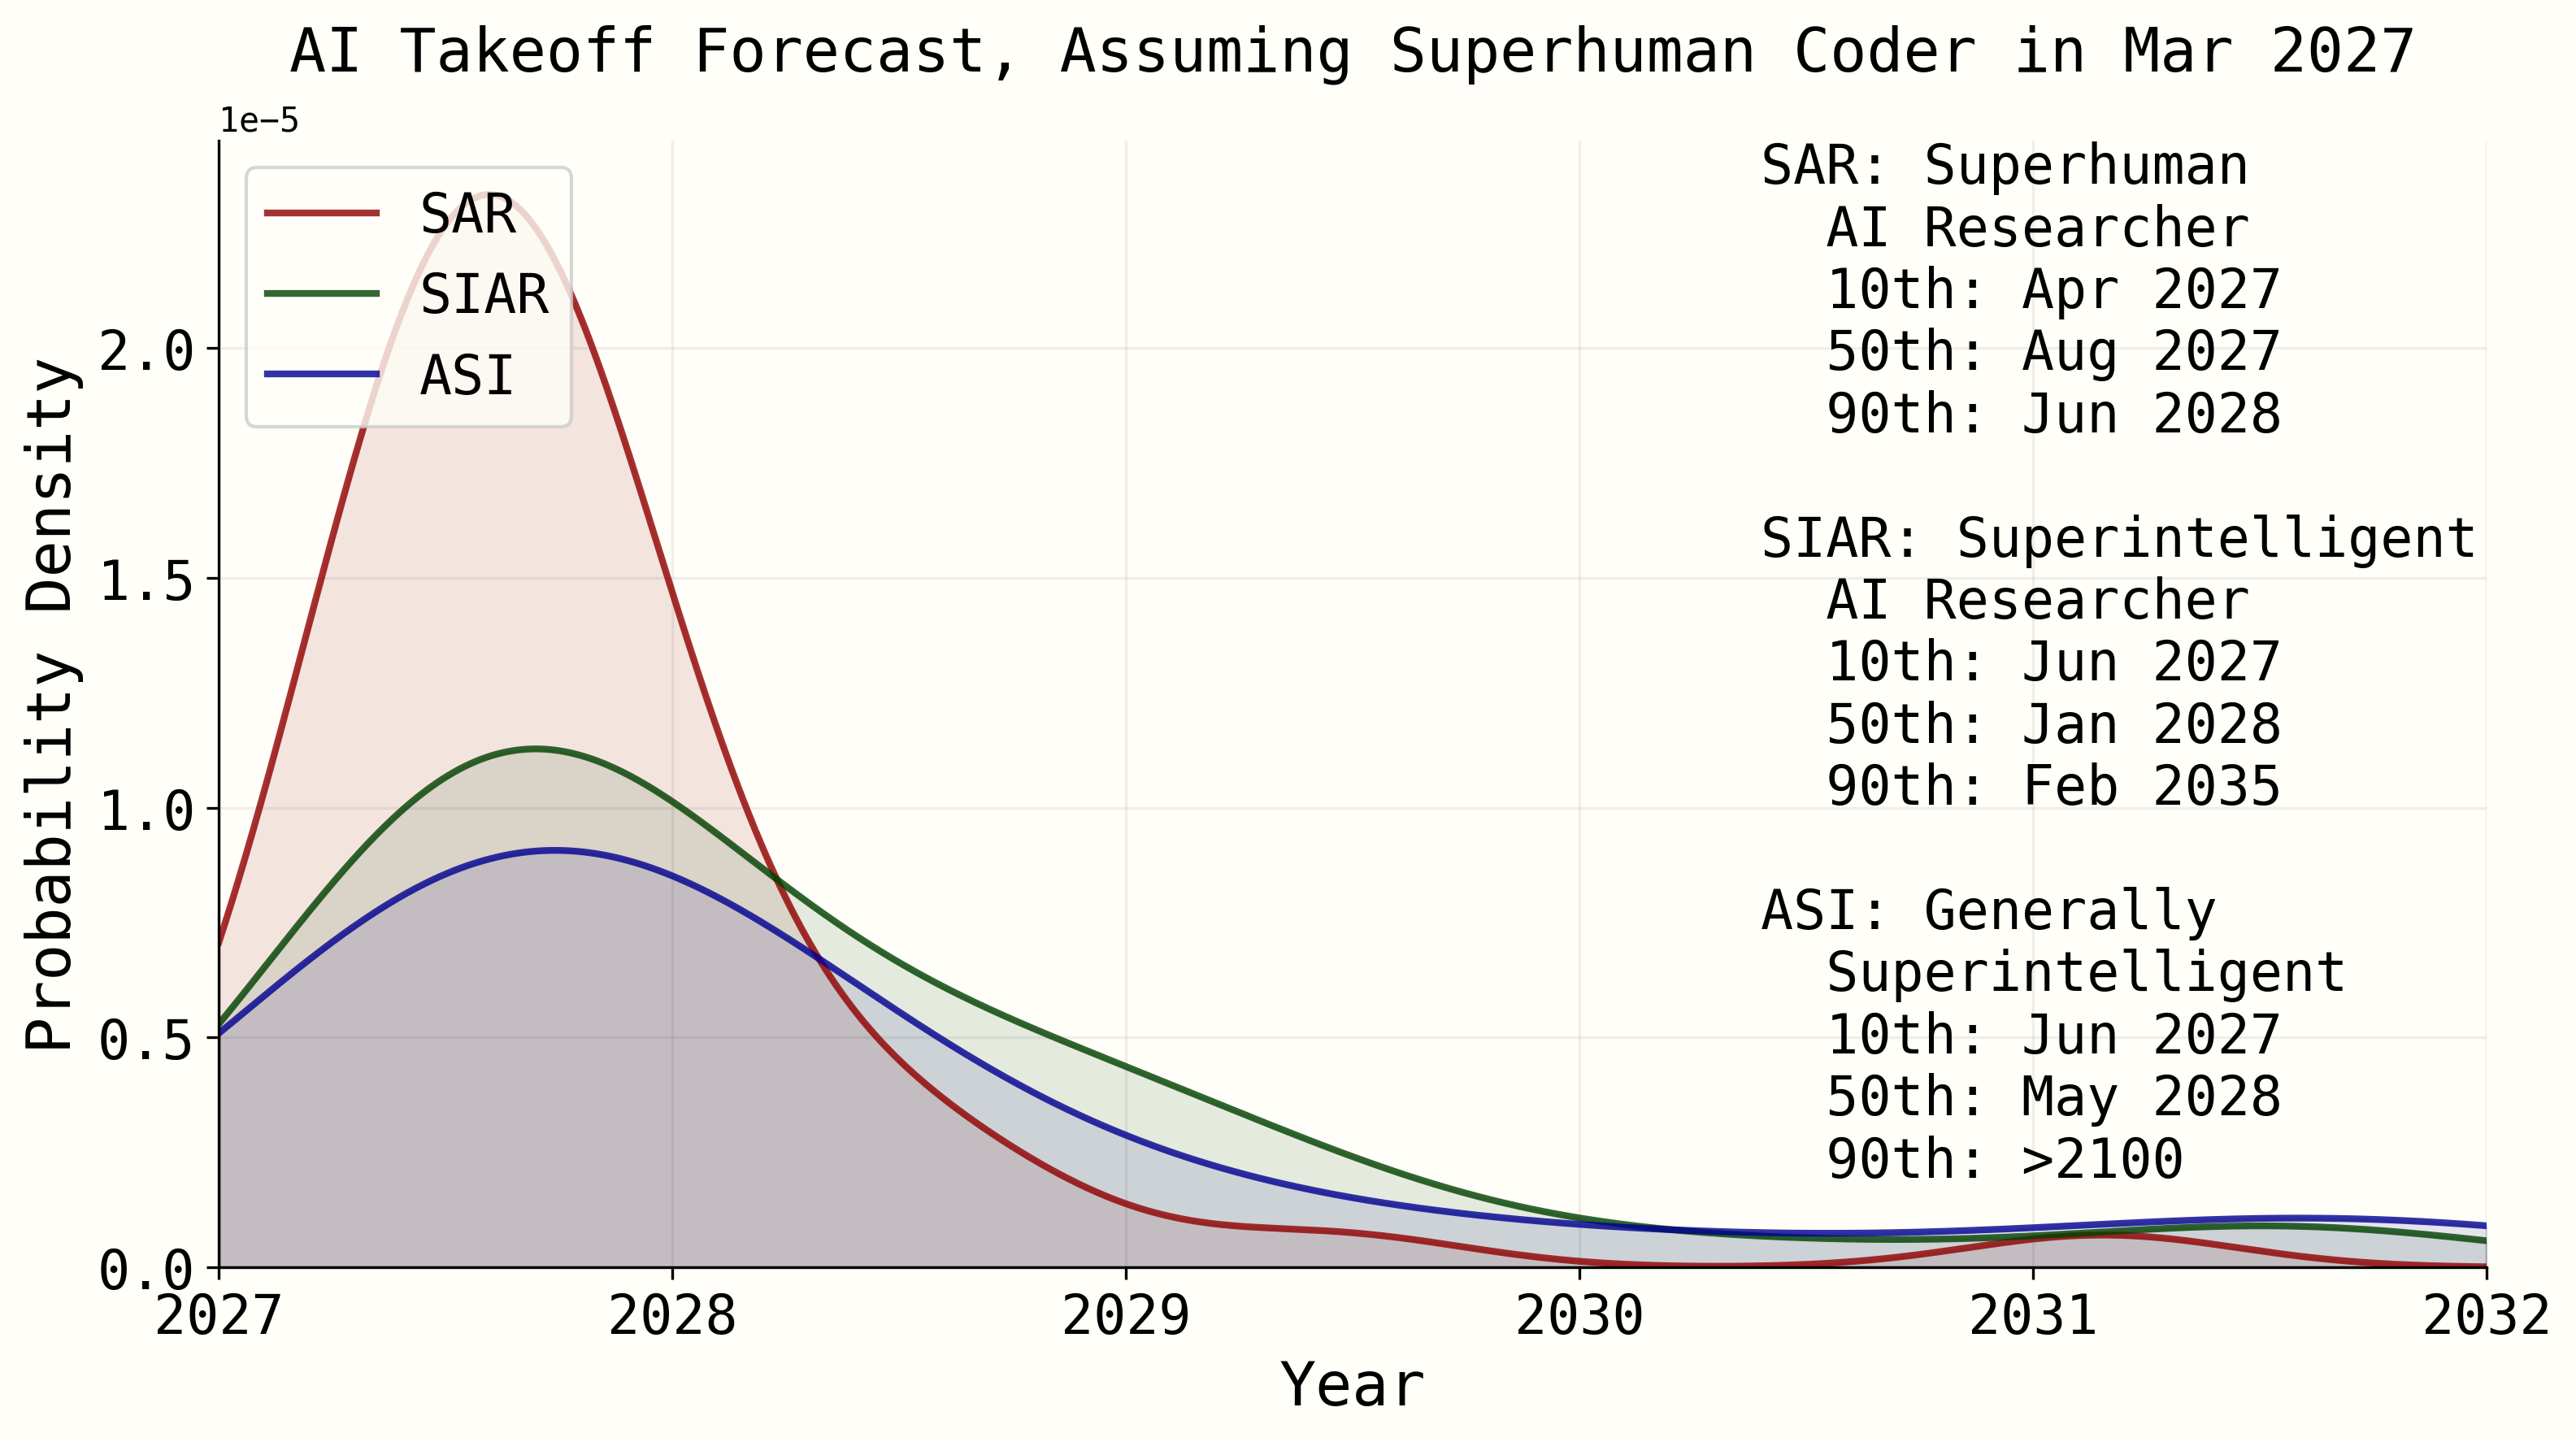 AI Takeoff Forecast, Assuming Superhuman Coder in Mar 2027
1e−5
SAR
SIAR
ASI
SAR: Superhuman
AI Researcher
10th: Apr 2027
50th: Aug 2027
90th: Jun 2028
SIAR: Superintelligent
AI Researcher
10th: Jun 2027
50th: Jan 2028
90th: Feb 2035
ASI: Generally
Superintelligent
10th: Jun 2027
50th: May 2028
90th: >2100
Probability Density
2.0
1.5
1.0
0.5
0.0
2027 2028 2029 2030 2031 2032
Year